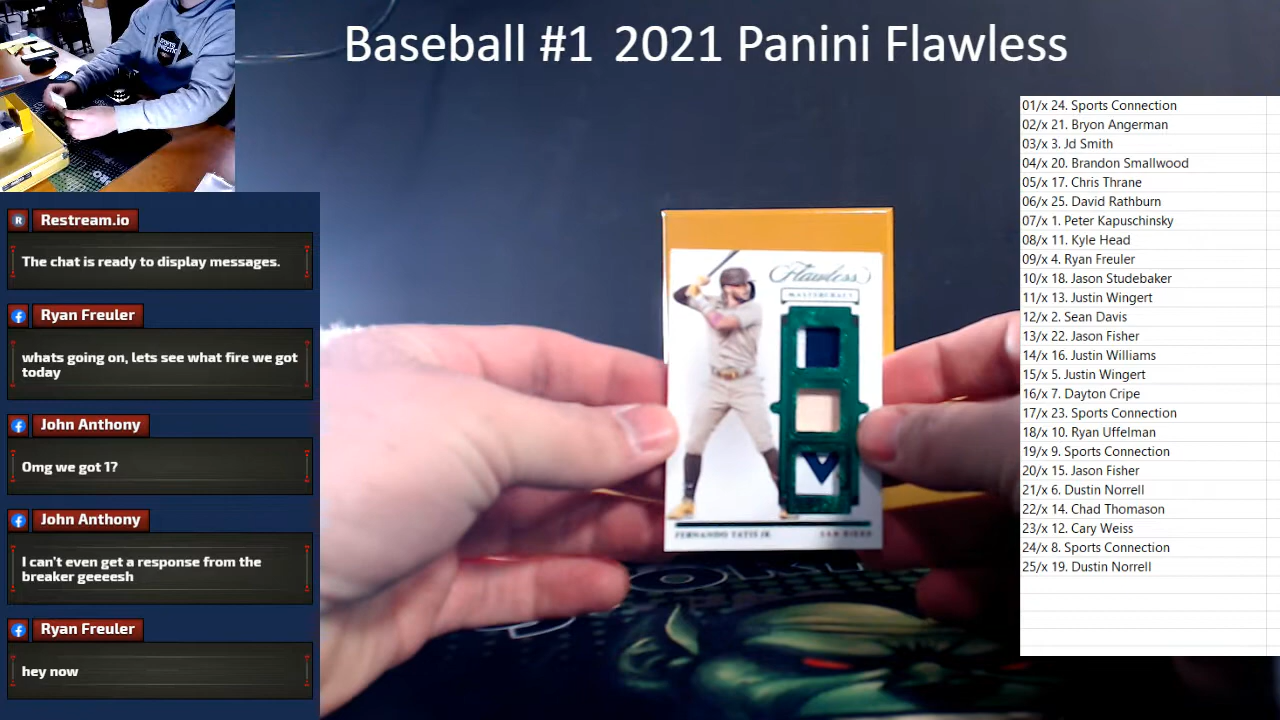 Baseball #1 2021 Panini Flawless
R Restream.io
The chat is ready to display messages.
Ryan Freuler
whats going on, lets see what fire we got
today
John Anthony
Omg we got 1?
John Anthony
I can't even get a response from the
breaker geeeesh
Ryan Freuler
hey now
Flawless
MASTERCRAFT
FERNANDO TATIS JR.
SAN DIEGO
01/x 24. Sports Connection
02/x 21. Bryon Angerman
03/x 3. Jd Smith
04/x 20. Brandon Smallwood
05/x 17. Chris Thrane
06/x 25. David Rathburn
07/x 1. Peter Kapuschinsky
08/x 11. Kyle Head
09/x 4. Ryan Freuler
10/x 18. Jason Studebaker
11/x 13. Justin Wingert
12/x 2. Sean Davis
13/x 22. Jason Fisher
14/x 16. Justin Williams
15/x 5. Justin Wingert
16/x 7. Dayton Cripe
17/x 23. Sports Connection
18/x 10. Ryan Uffelman
19/x 9. Sports Connection
20/x 15. Jason Fisher
21/x 6. Dustin Norrell
22/x 14. Chad Thomason
23/x 12. Cary Weiss
24/x 8. Sports Connection
25/x 19. Dustin Norrell